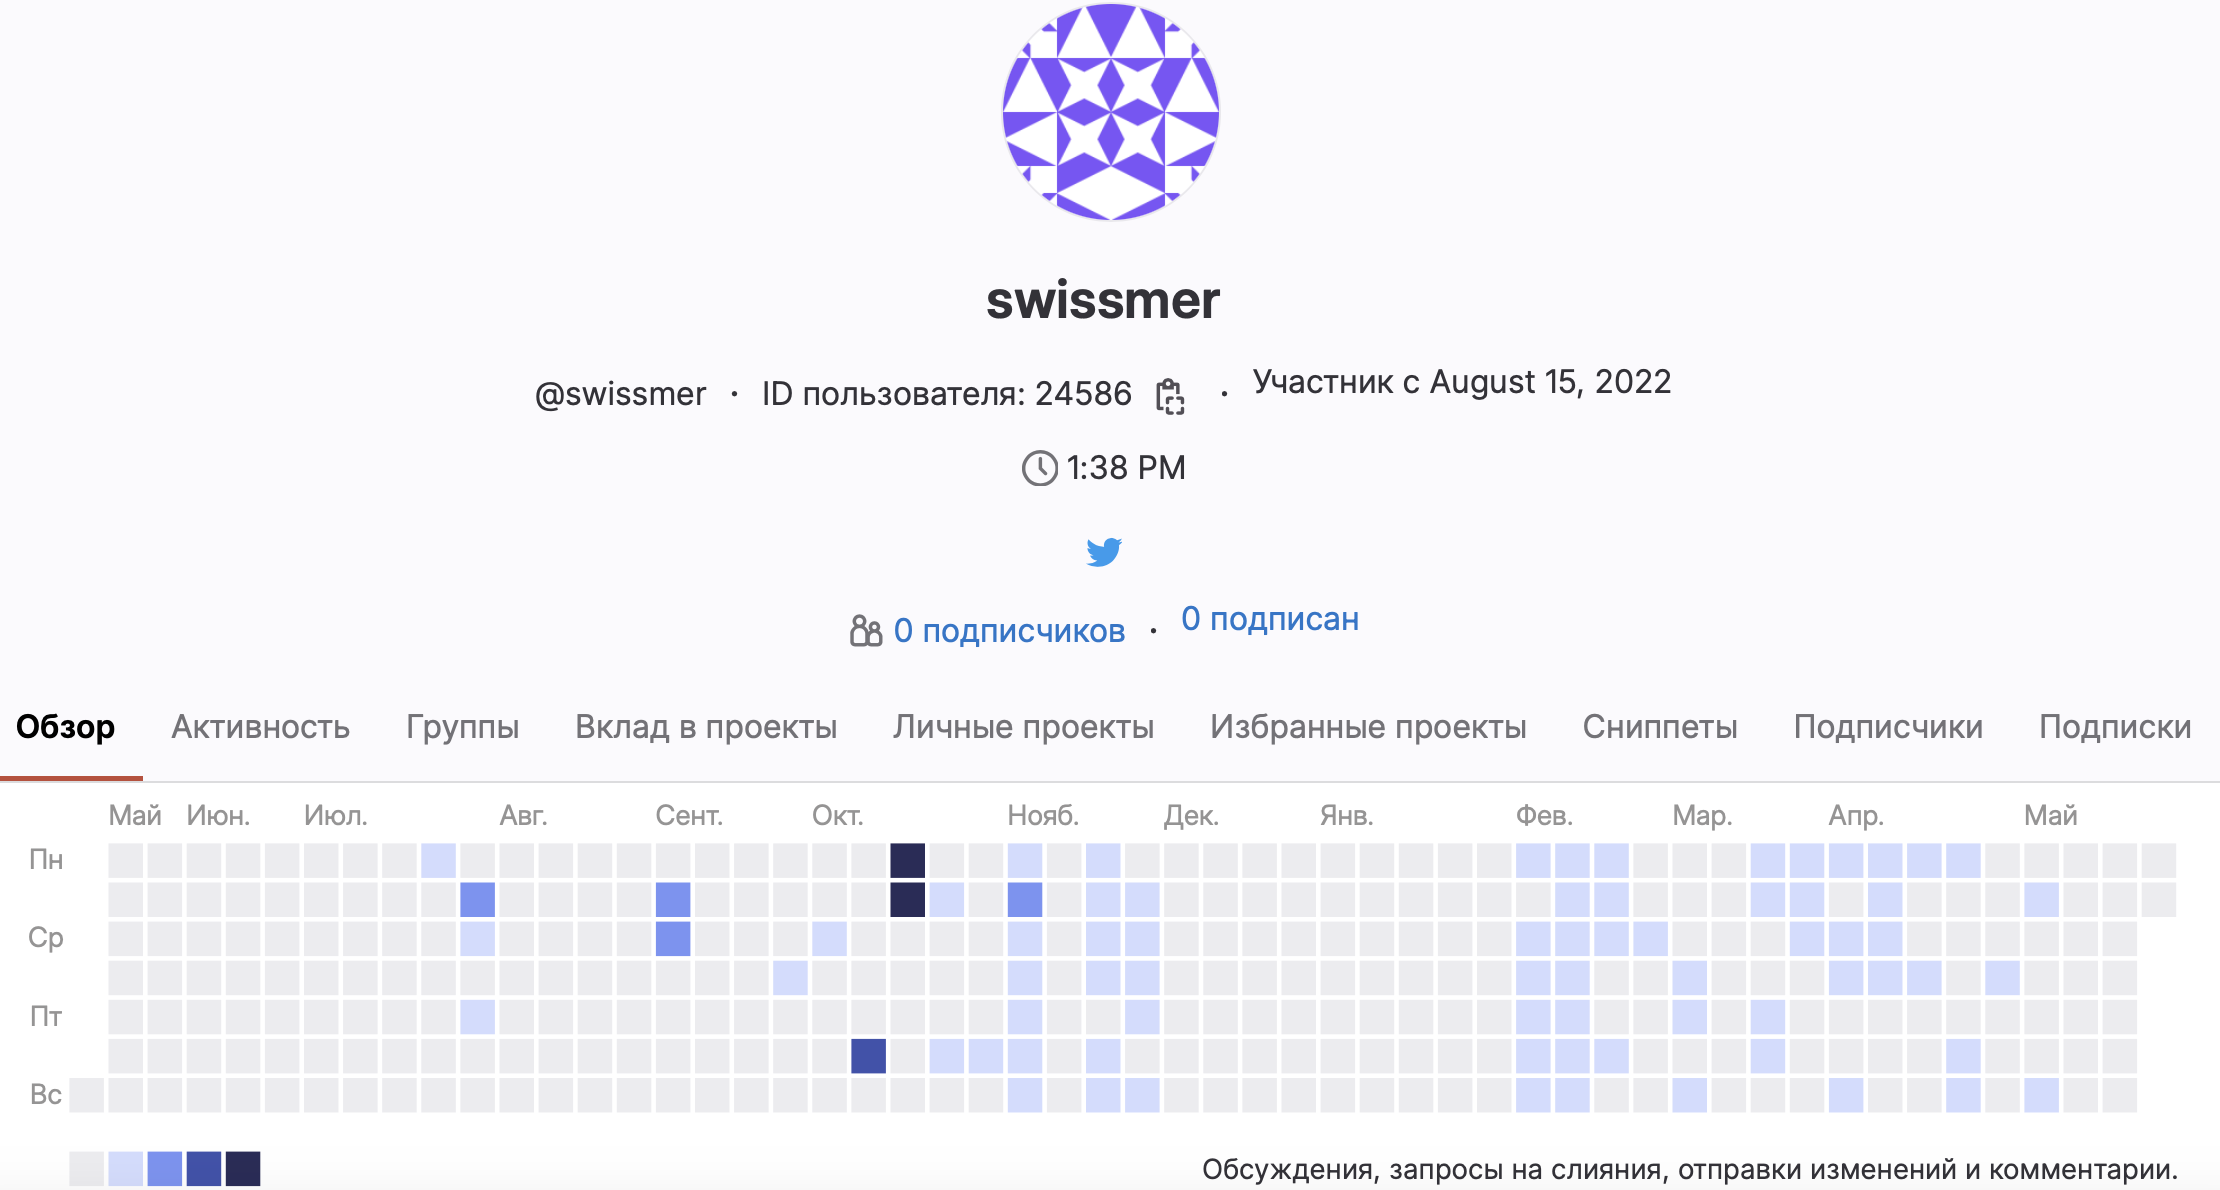 swissmer
@swissmer · ID пользователя: 24586 · Участник с August 15, 2022
1:38 PM
0 подписчиков · 0 подписан
Обзор Активность Группы Вклад в проекты Личные проекты Избранные проекты Сниппеты Подписчики Подписки
Май Июн. Июл. Авг. Сент. Окт. Нояб. Дек. Янв. Фев. Мар. Апр. Май
Пн
Ср
Пт
Вс
Обсуждения, запросы на слияния, отправки изменений и комментарии.